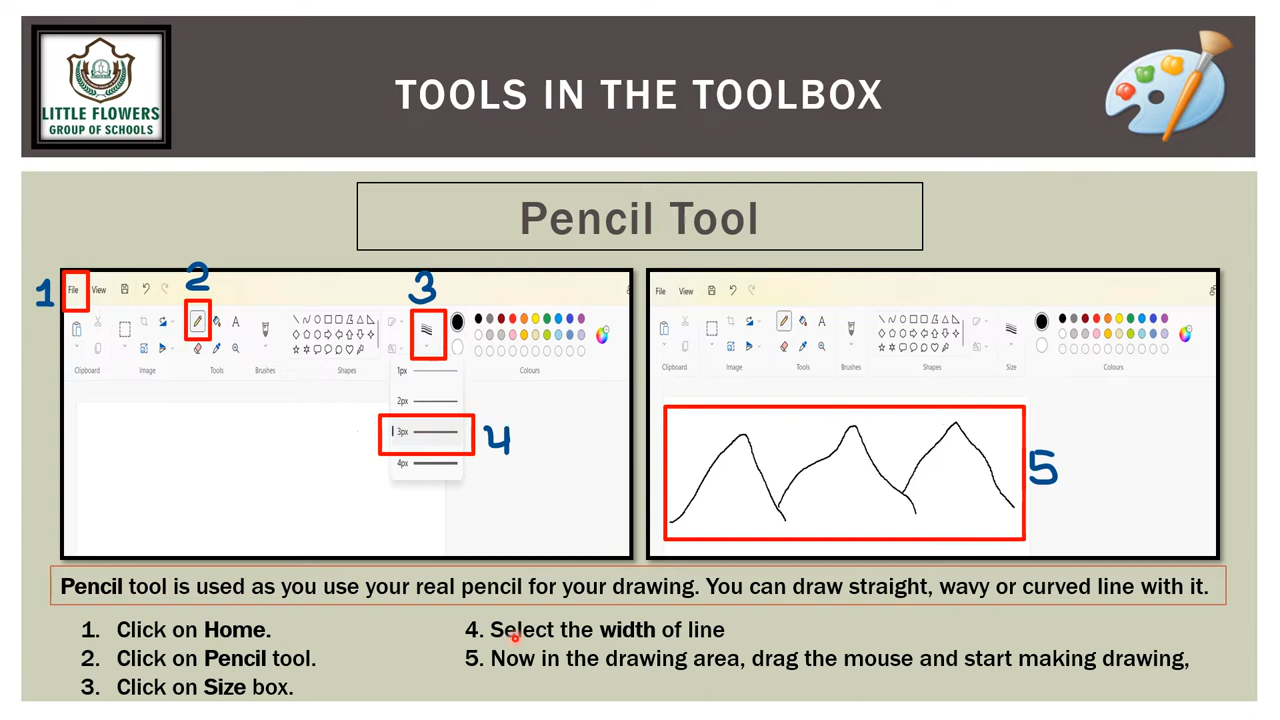 LITTLE FLOWERS
GROUP OF SCHOOLS
TOOLS IN THE TOOLBOX
Pencil Tool
1
2
3
File View
A
Clipboard Image Tools Brushes Shapes Colours
1px
2px
3px
4px
4
File View
A
Clipboard Image Tools Brushes Shapes Size Colours
5
Pencil tool is used as you use your real pencil for your drawing. You can draw straight, wavy or curved line with it.
1. Click on Home.
2. Click on Pencil tool.
3. Click on Size box.
4. Select the width of line
5. Now in the drawing area, drag the mouse and start making drawing,